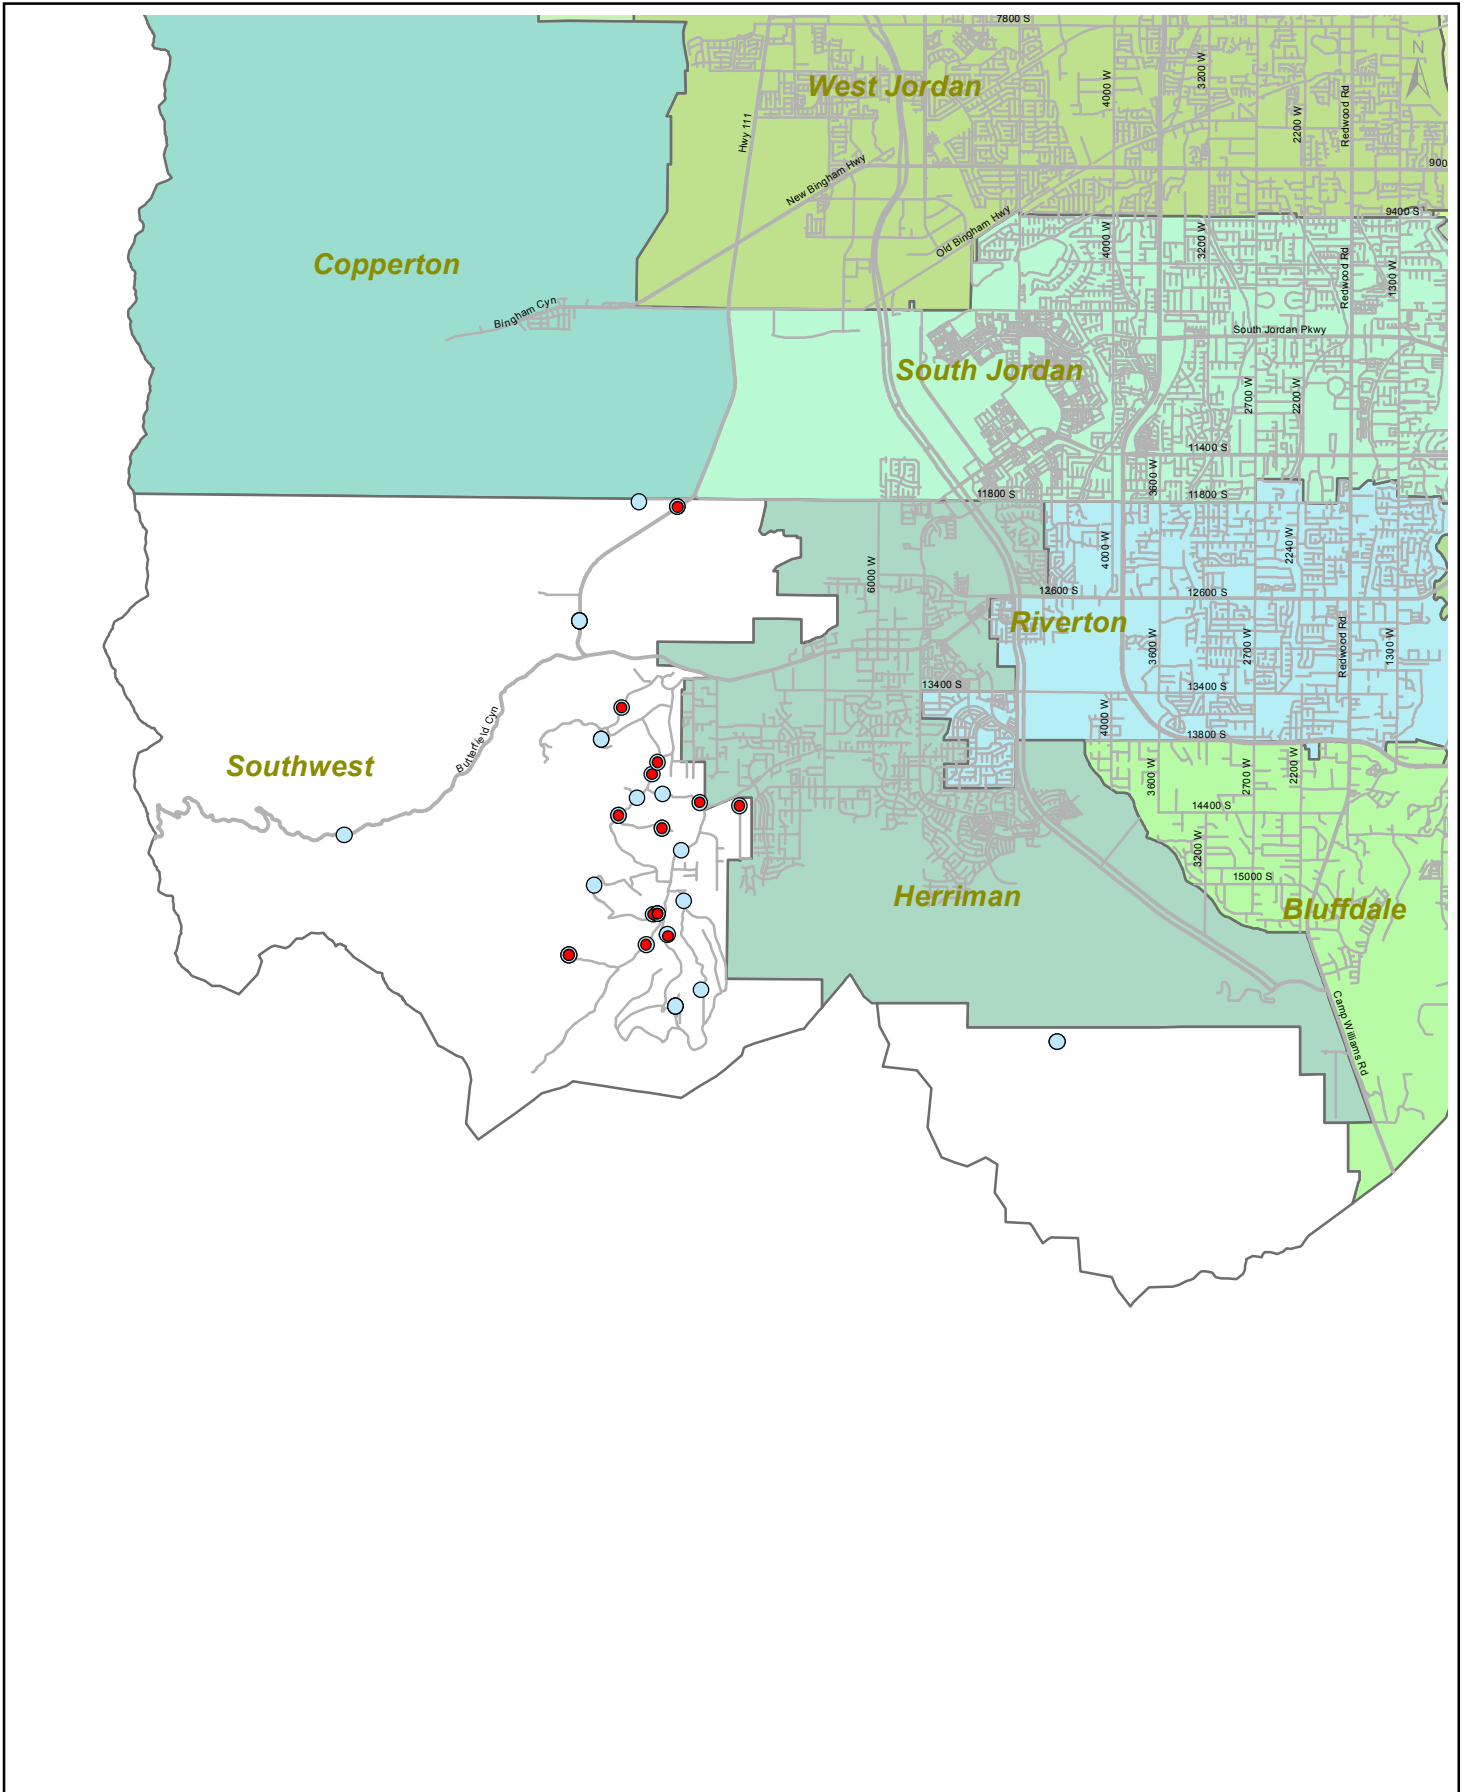 7800 S
N
West Jordan
4000 W
3200 W
Redwood Rd
2200 W
Hwy 111
New Bingham Hwy
900
9400 S
Old Bingham Hwy
4000 W
3200 W
Copperton
Redwood Rd
1300 W
Bingham Cyn
South Jordan Pkwy
South Jordan
2700 W
2200 W
11400 S
3600 W
11800 S
11800 S
4000 W
2240 W
6000 W
12600 S
12600 S
Riverton
3600 W
2700 W
Redwood Rd
1300 W
13400 S
13400 S
4000 W
13800 S
Butterfield Cyn
Southwest
3600 W
2700 W
2200 W
14400 S
3200 W
15000 S
Herriman
Bluffdale
Camp Williams Rd